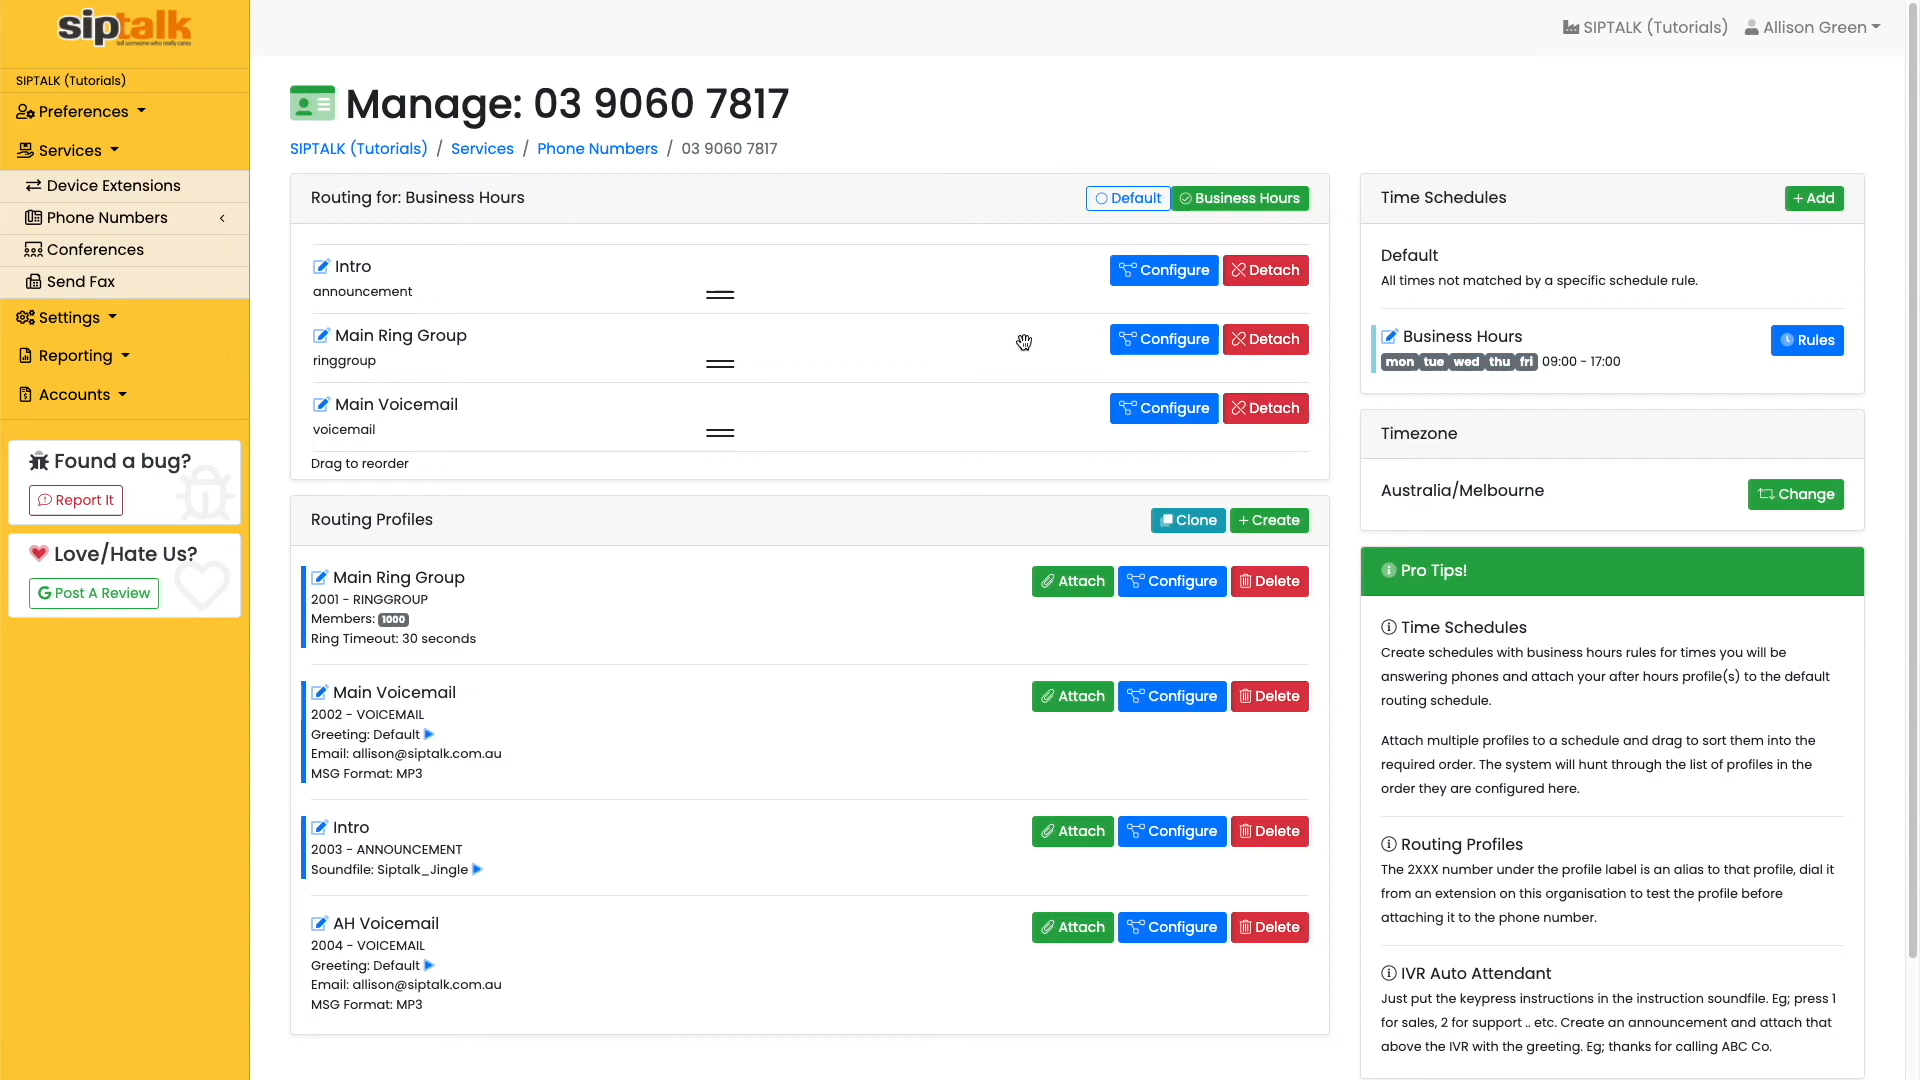 siptalk
tell someone who really cares
SIPTALK (Tutorials)
Preferences
Services
Device Extensions
Phone Numbers
Conferences
Send Fax
Settings
Reporting
Accounts
Found a bug?
Report It
Love/Hate Us?
Post A Review
SIPTALK (Tutorials) Allison Green
Manage: 03 9060 7817
SIPTALK (Tutorials) / Services / Phone Numbers / 03 9060 7817
Routing for: Business Hours
Default Business Hours
Intro
announcement
Configure Detach
Main Ring Group
ringgroup
Configure Detach
Main Voicemail
voicemail
Configure Detach
Drag to reorder
Routing Profiles
Clone + Create
Main Ring Group
2001 - RINGGROUP
Members: 1000
Ring Timeout: 30 seconds
Attach Configure Delete
Main Voicemail
2002 - VOICEMAIL
Greeting: Default
Email: allison@siptalk.com.au
MSG Format: MP3
Attach Configure Delete
Intro
2003 - ANNOUNCEMENT
Soundfile: Siptalk_Jingle
Attach Configure Delete
AH Voicemail
2004 - VOICEMAIL
Greeting: Default
Email: allison@siptalk.com.au
MSG Format: MP3
Attach Configure Delete
Time Schedules
+ Add
Default
All times not matched by a specific schedule rule.
Business Hours
mon tue wed thu fri 09:00 - 17:00
Rules
Timezone
Australia/Melbourne
Change
Pro Tips!
Time Schedules
Create schedules with business hours rules for times you will be
answering phones and attach your after hours profile(s) to the default
routing schedule.
Attach multiple profiles to a schedule and drag to sort them into the
required order. The system will hunt through the list of profiles in the
order they are configured here.
Routing Profiles
The 2XXX number under the profile label is an alias to that profile, dial it
from an extension on this organisation to test the profile before
attaching it to the phone number.
IVR Auto Attendant
Just put the keypress instructions in the instruction soundfile. Eg; press 1
for sales, 2 for support .. etc. Create an announcement and attach that
above the IVR with the greeting. Eg; thanks for calling ABC Co.